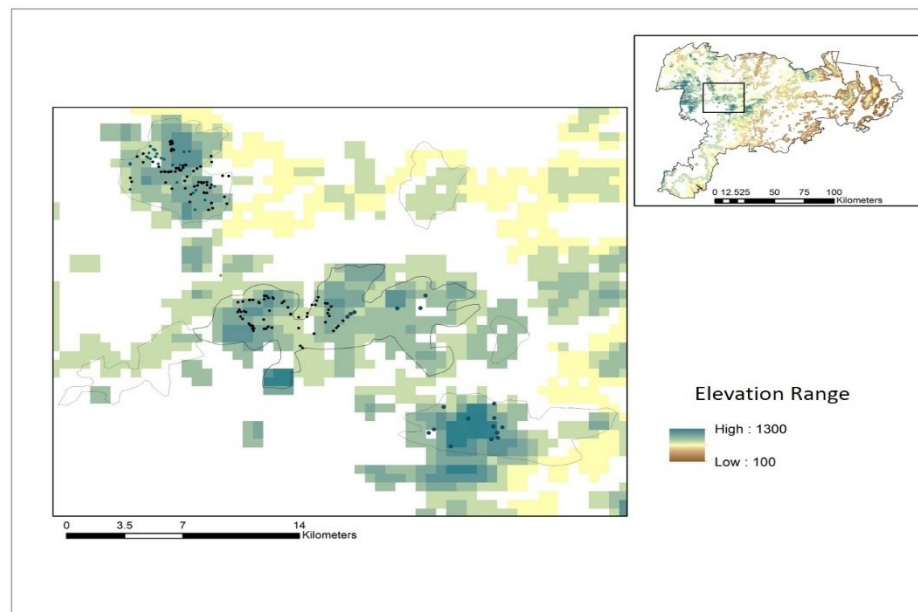 0 12.525 50 75 100
Kilometers
Elevation Range
High : 1300
Low : 100
0 3.5 7 14
Kilometers